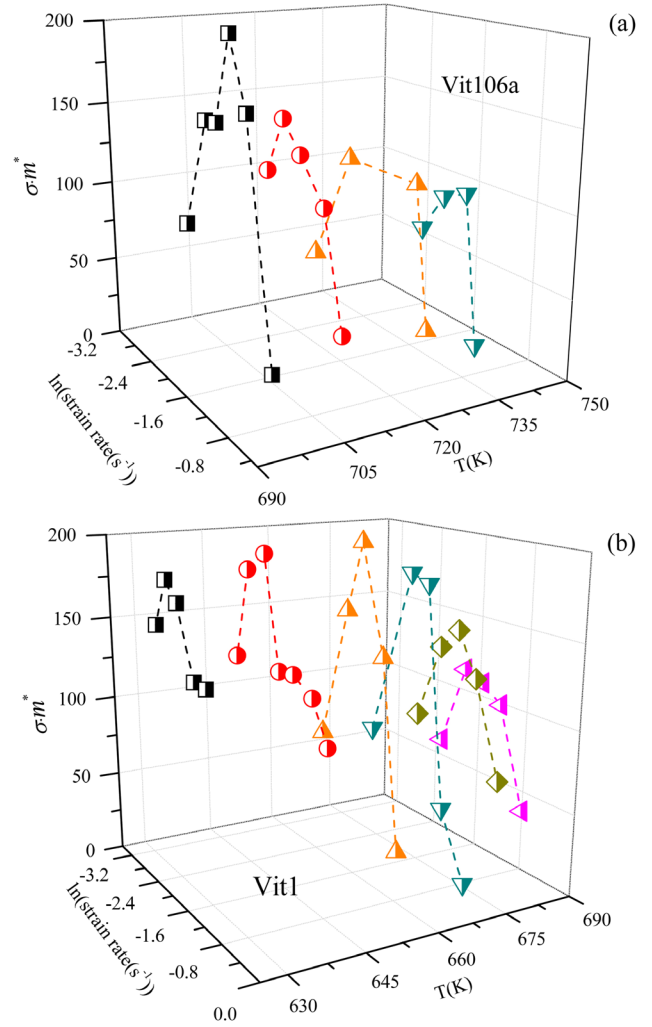 (a)
Vit106a
200
150
100
50
0
σ·m*
-3.2
-2.4
-1.6
-0.8
ln(strain rate(s⁻¹))
690
705
720
735
750
T(K)
(b)
Vit1
200
150
100
50
0
σ·m*
-3.2
-2.4
-1.6
-0.8
0.0
ln(strain rate(s⁻¹))
630
645
660
675
690
T(K)